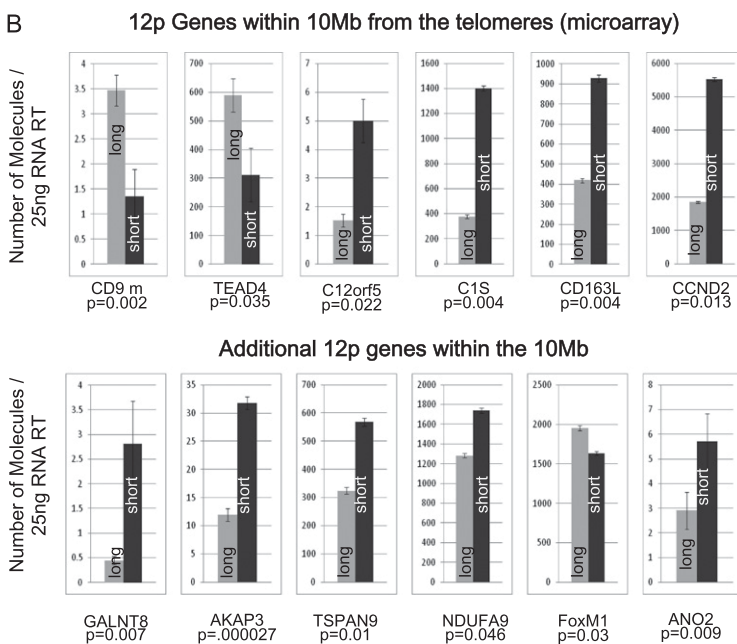 B
12p Genes within 10Mb from the telomeres (microarray)
Number of Molecules /
25ng RNA RT
4
3.5
3
2.5
2
1.5
1
0.5
0
long
short
CD9 m
p=0.002
700
600
500
400
300
200
100
0
long
short
TEAD4
p=0.035
7
6
5
4
3
2
1
0
long
short
C12orf5
p=0.022
1600
1400
1200
1000
800
600
400
200
0
long
short
C1S
p=0.004
1000
900
800
700
600
500
400
300
200
100
0
long
short
CD163L
p=0.004
6000
5000
4000
3000
2000
1000
0
long
short
CCND2
p=0.013
Additional 12p genes within the 10Mb
Number of Molecules /
25ng RNA RT
4
3.5
3
2.5
2
1.5
1
0.5
0
long
short
GALNT8
p=0.007
35
30
25
20
15
10
5
0
long
short
AKAP3
p=.000027
700
600
500
400
300
200
100
0
long
short
TSPAN9
p=0.01
2000
1800
1600
1400
1200
1000
800
600
400
200
0
long
short
NDUFA9
p=0.046
2500
2000
1500
1000
500
0
long
short
FoxM1
p=0.03
8
7
6
5
4
3
2
1
0
long
short
ANO2
p=0.009